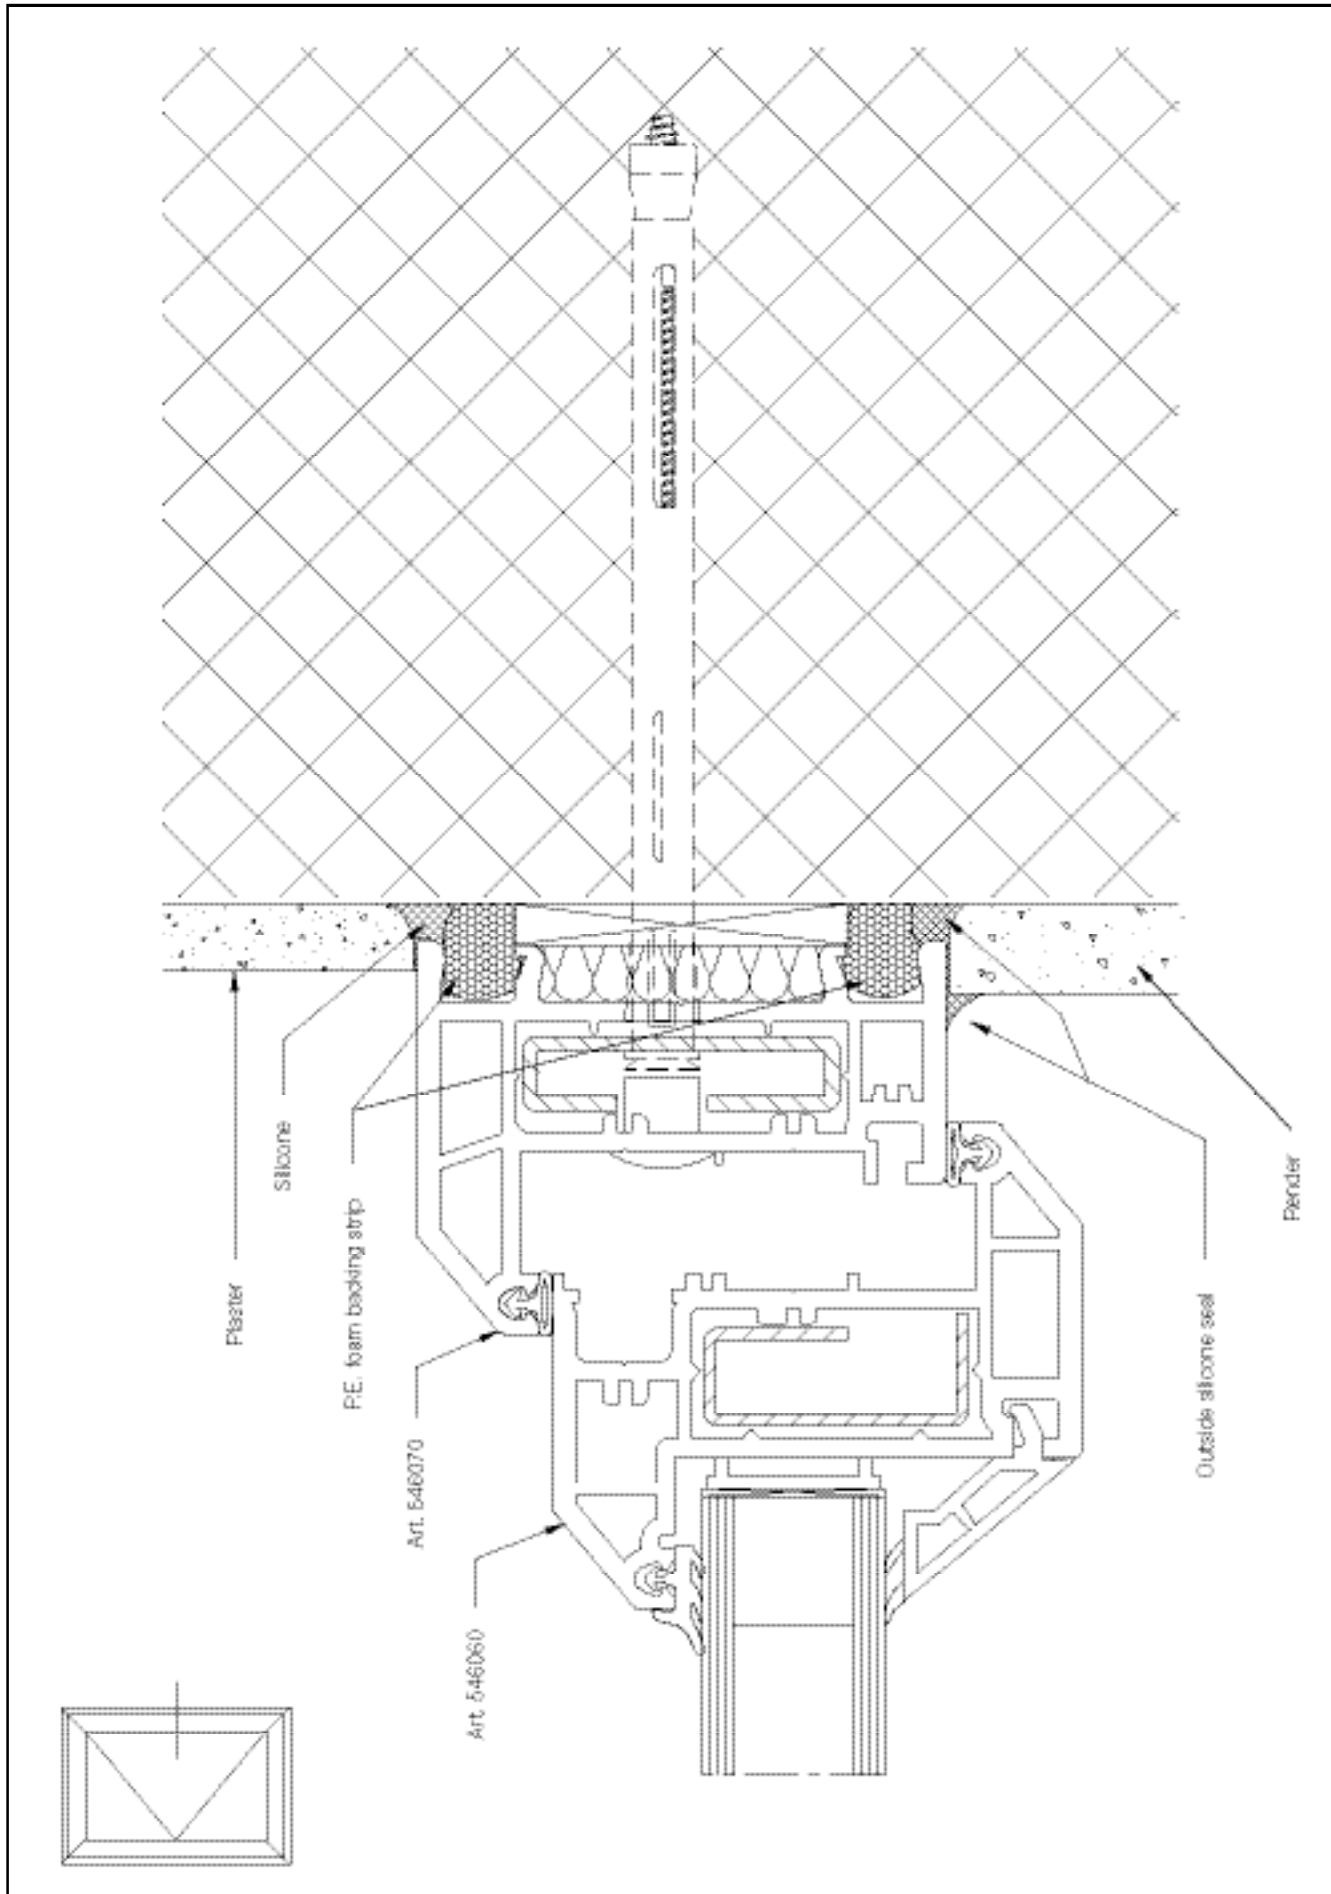 Plaster
Silicone
P.E. foam backing strip
Art. 546070
Art. 546060
Outside silicone seal
Render